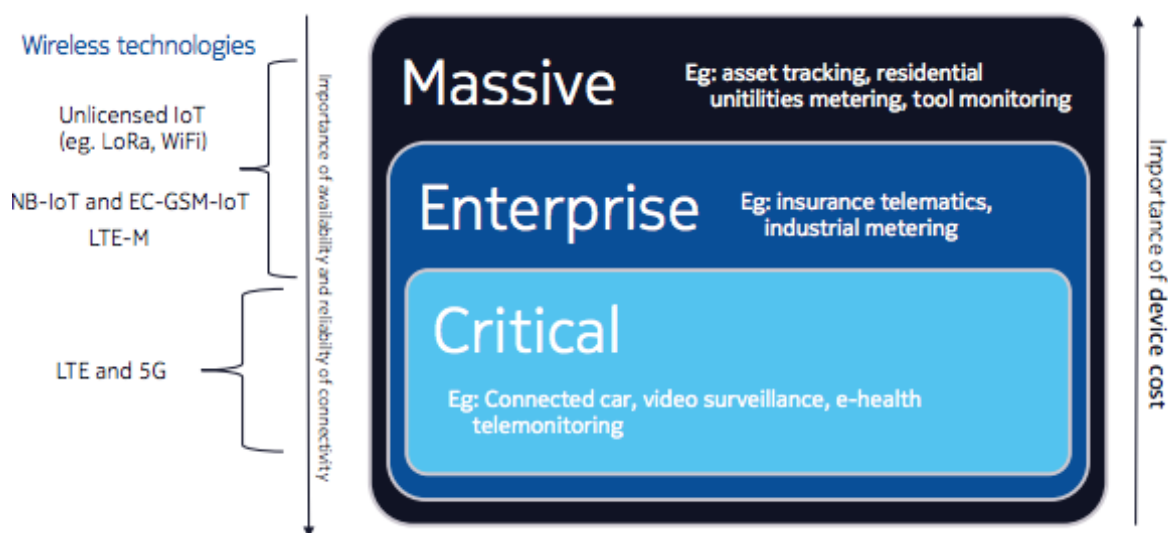 Wireless technologies
Unlicensed IoT
(eg. LoRa, WiFi)
NB-IoT and EC-GSM-IoT
LTE-M
LTE and 5G
Importance of availability and reliabilty of connectivity
Massive
Eg: asset tracking, residential
unitilities metering, tool monitoring
Enterprise
Eg: insurance telematics,
industrial metering
Critical
Eg: Connected car, video surveillance, e-health
telemonitoring
Importance of device cost